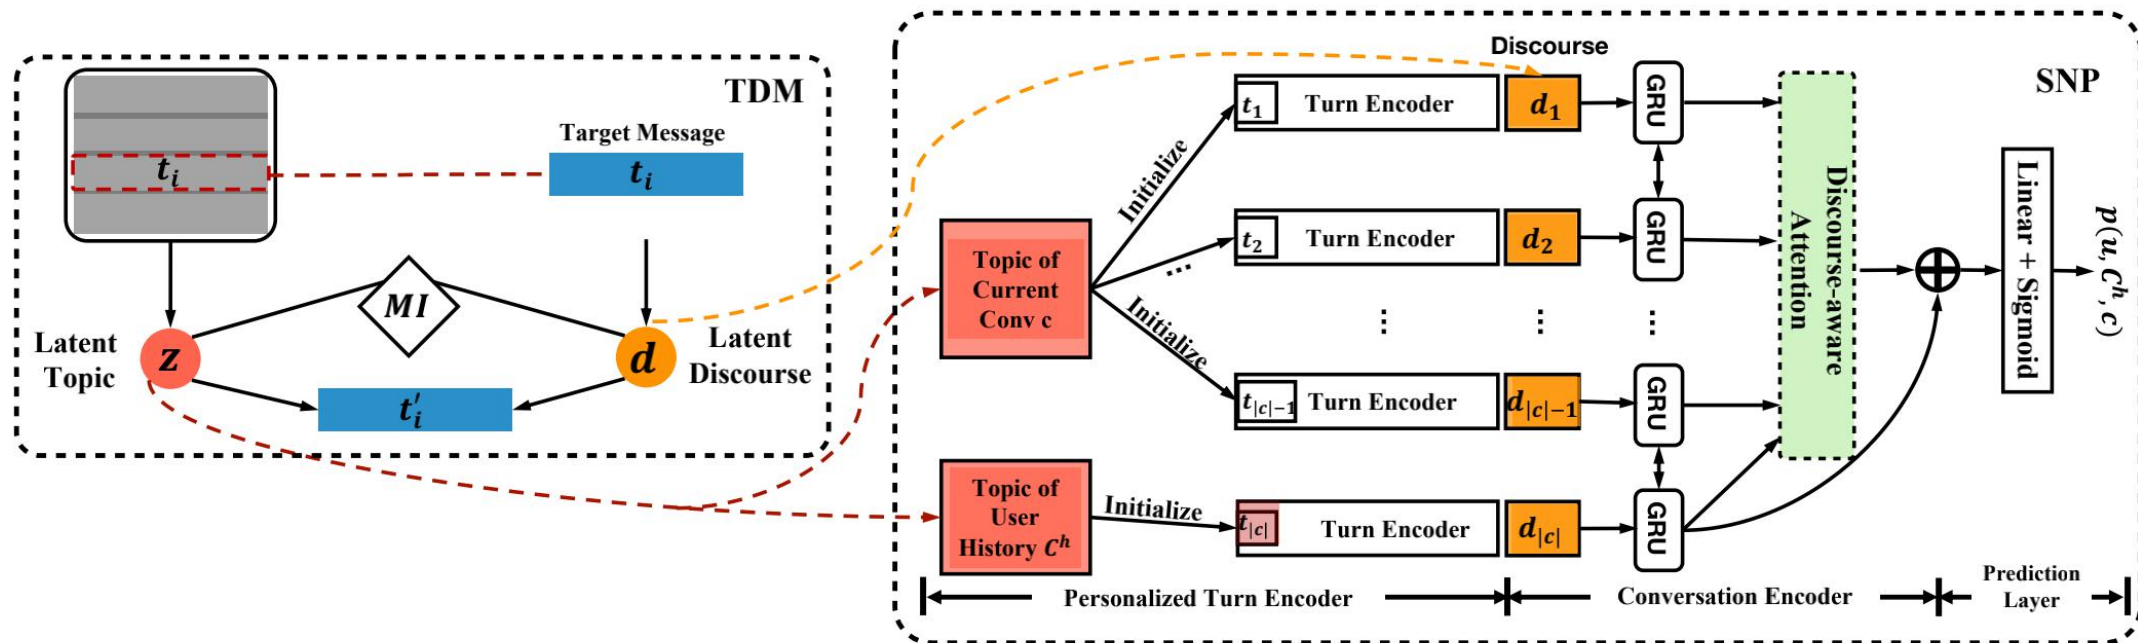 TDM
t_i
Target Message
t_i
MI
Latent
Topic
z
d
Latent
Discourse
t'_i
SNP
Discourse
Topic of
Current
Conv c
Initialize
...
Initialize
t_1 Turn Encoder d_1 GRU
t_2 Turn Encoder d_2 GRU
... ... ...
t_{|c|-1} Turn Encoder d_{|c|-1} GRU
Topic of
User
History C^h
Initialize
t_{|c|} Turn Encoder d_{|c|} GRU
Discourse-aware
Attention
Linear + Sigmoid
p(u, C^h, c)
Personalized Turn Encoder
Conversation Encoder
Prediction
Layer